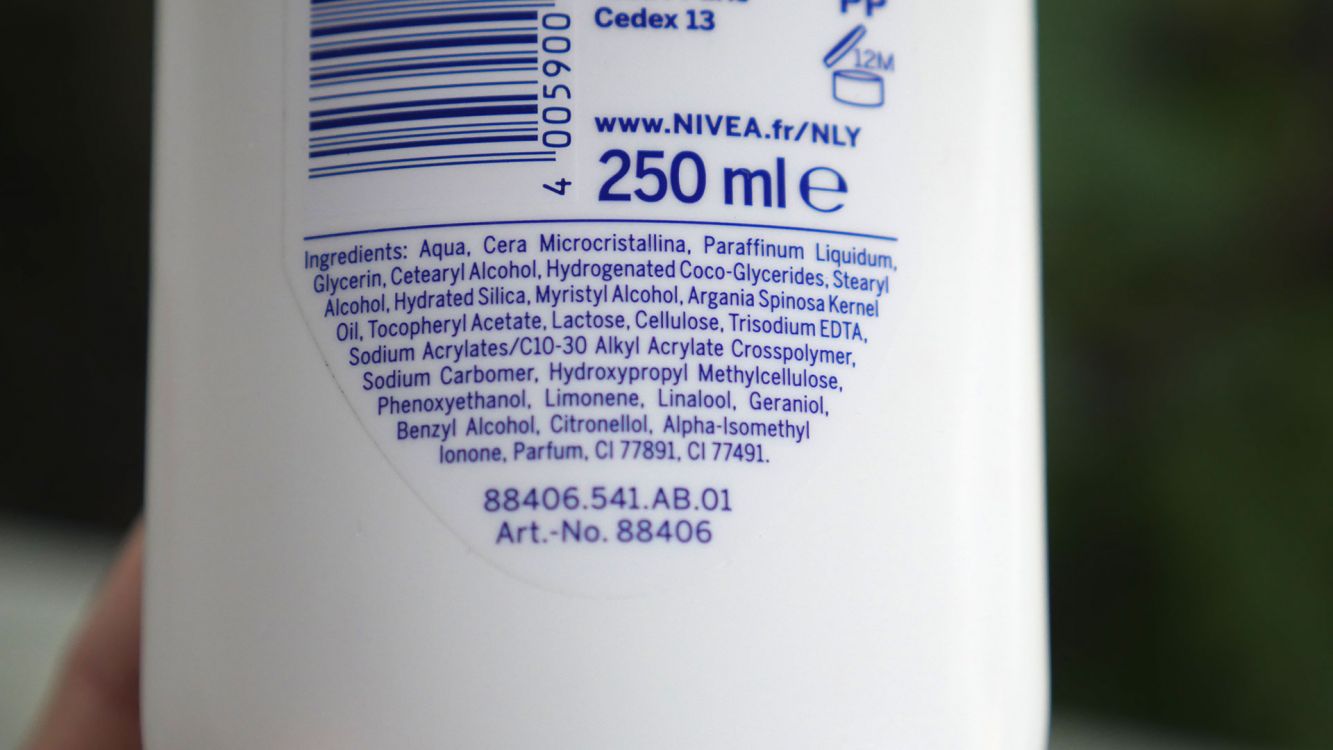 Cedex 13
PP
12M
4 005900
www.NIVEA.fr/NLY
250 ml e
Ingredients: Aqua, Cera Microcristallina, Paraffinum Liquidum,
Glycerin, Cetearyl Alcohol, Hydrogenated Coco-Glycerides, Stearyl
Alcohol, Hydrated Silica, Myristyl Alcohol, Argania Spinosa Kernel
Oil, Tocopheryl Acetate, Lactose, Cellulose, Trisodium EDTA,
Sodium Acrylates/C10-30 Alkyl Acrylate Crosspolymer,
Sodium Carbomer, Hydroxypropyl Methylcellulose,
Phenoxyethanol, Limonene, Linalool, Geraniol,
Benzyl Alcohol, Citronellol, Alpha-Isomethyl
Ionone, Parfum, CI 77891, CI 77491.
88406.541.AB.01
Art.-No. 88406